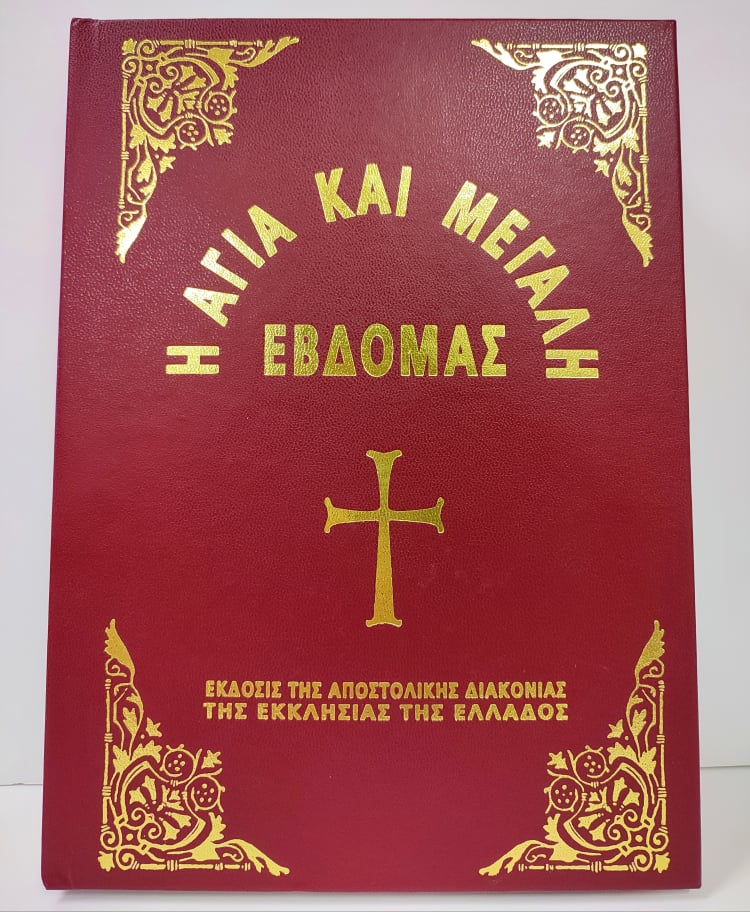 Η ΑΓΙΑ ΚΑΙ ΜΕΓΑΛΗ
ΕΒΔΟΜΑΣ
ΕΚΔΟΣΙΣ ΤΗΣ ΑΠΟΣΤΟΛΙΚΗΣ ΔΙΑΚΟΝΙΑΣ
ΤΗΣ ΕΚΚΛΗΣΙΑΣ ΤΗΣ ΕΛΛΑΔΟΣ